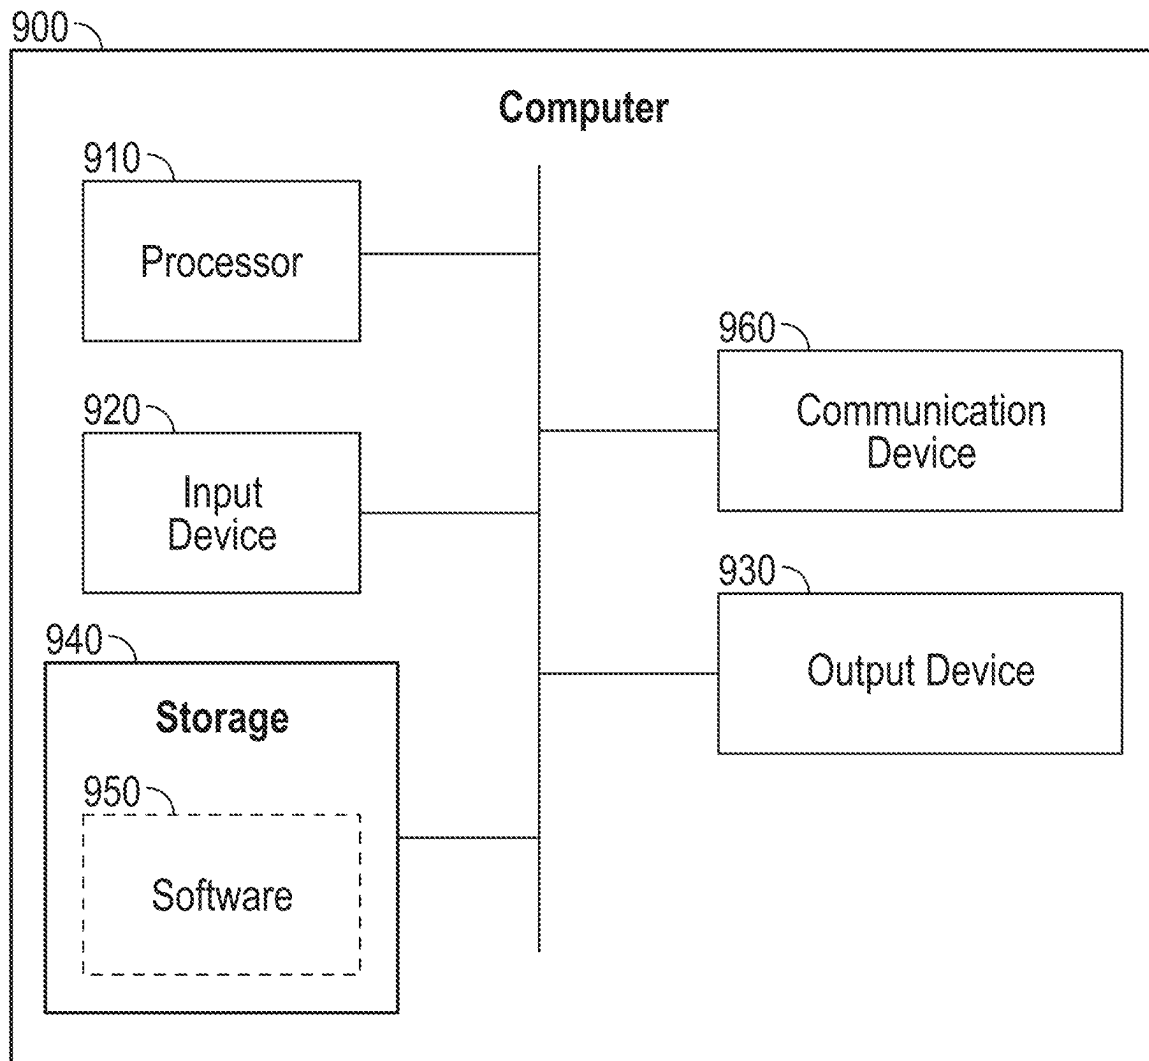 900
Computer
910
Processor
960
Communication
Device
920
Input
Device
930
Output Device
940
Storage
950
Software